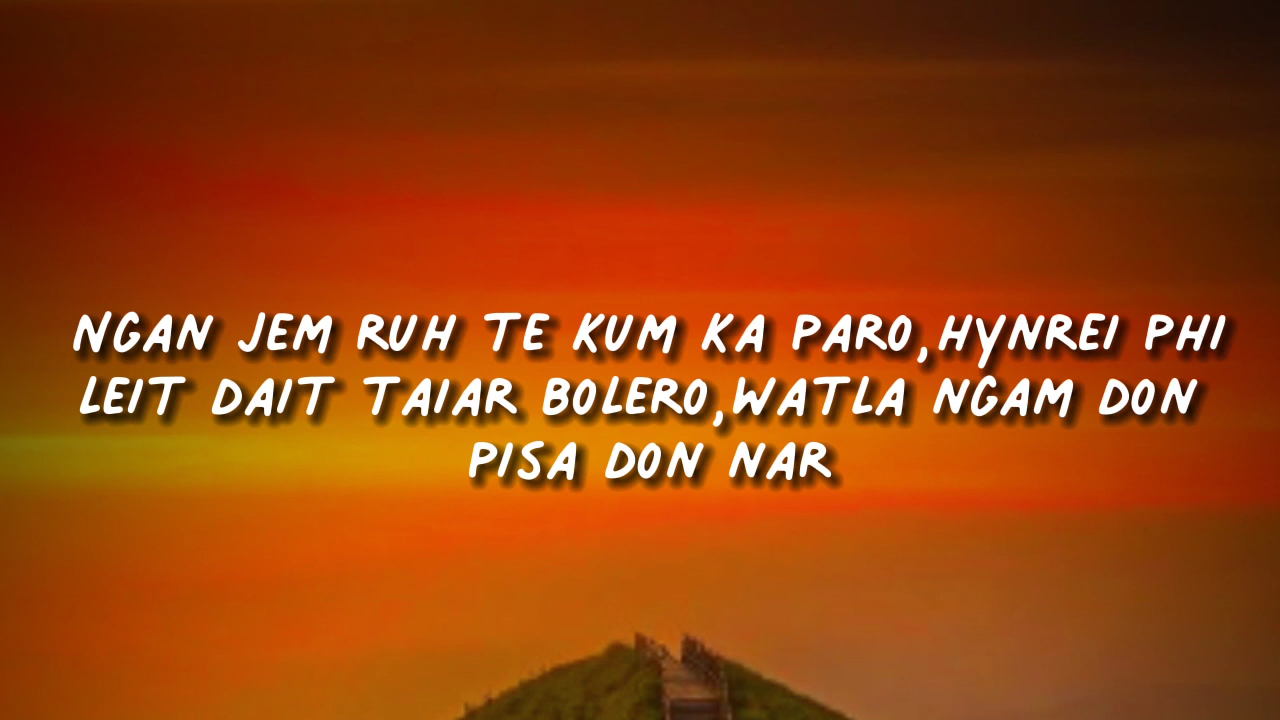 NGAN JEM RUH TE KUM KA PARO,HYNREI PHI
LEIT DAIT TAIAR BOLERO,WATLA NGAM DON
PISA DON NAR